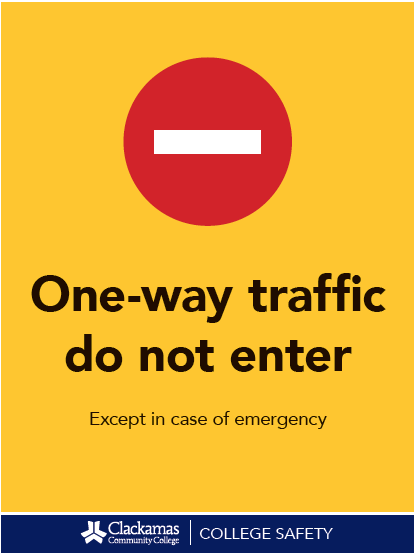 One-way traffic
do not enter
Except in case of emergency
Clackamas
Community College
COLLEGE SAFETY